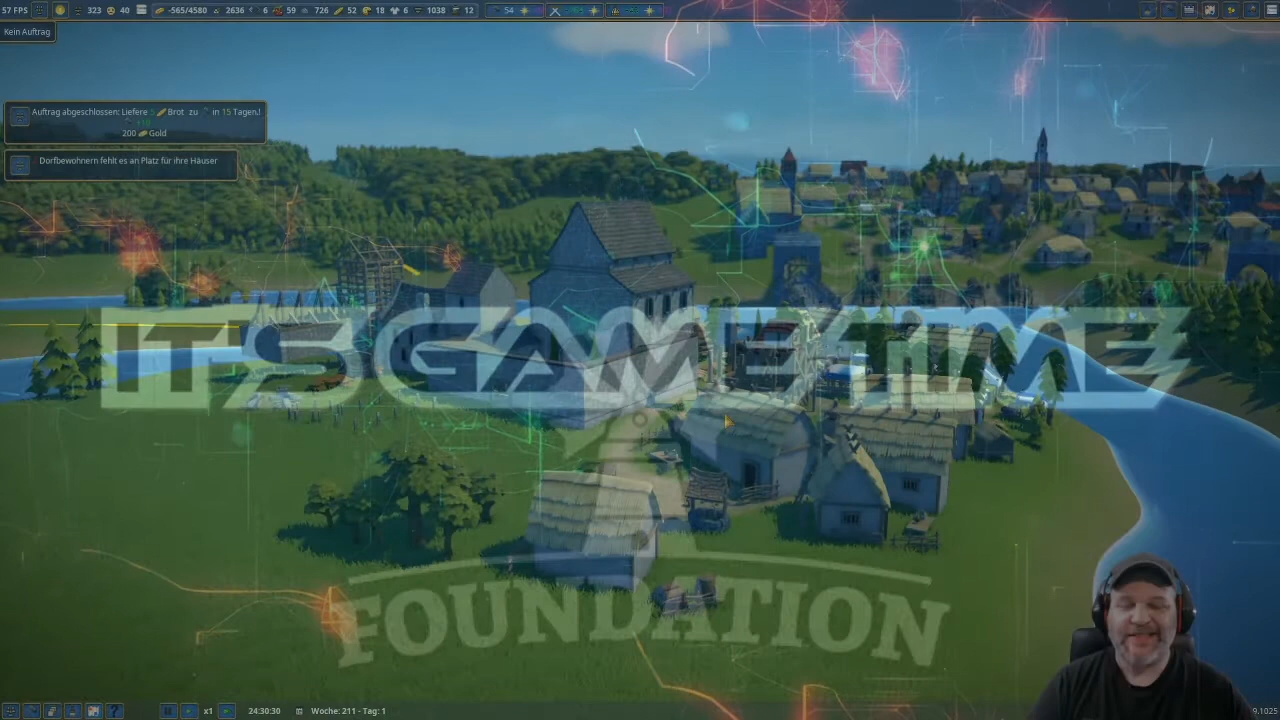 57 FPS 323 40 -565/4580 2636 6 59 726 52 18 6 1038 12 54
Kein Auftrag
Auftrag abgeschlossen: Liefere 5 Brot zu in 15 Tagen.!
+10
200 Gold
Dorfbewohnern fehlt es an Platz für ihre Häuser
ITSGAMETIME
FOUNDATION
x1 24:30:30 Woche: 211 - Tag: 1
9.1025